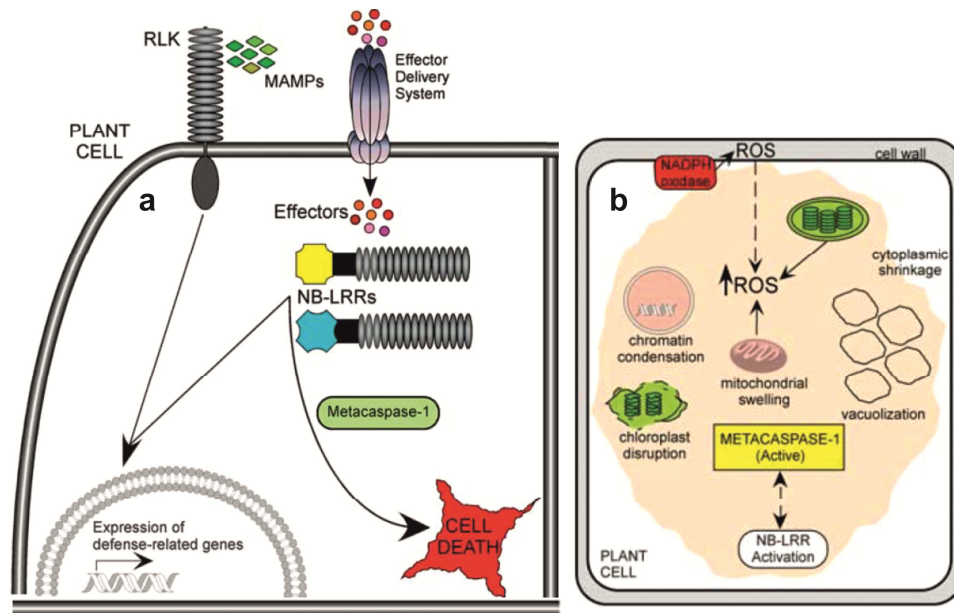 RLK
MAMPs
Effector
Delivery
System
PLANT
CELL
a
Effectors
NB-LRRs
Metacaspase-1
Expression of
defense-related genes
CELL
DEATH
b
ROS
cell wall
NADPH
oxidase
cytoplasmic
shrinkage
ROS
chromatin
condensation
mitochondrial
swelling
vacuolization
chloroplast
disruption
METACASPASE-1
(Active)
NB-LRR
Activation
PLANT
CELL